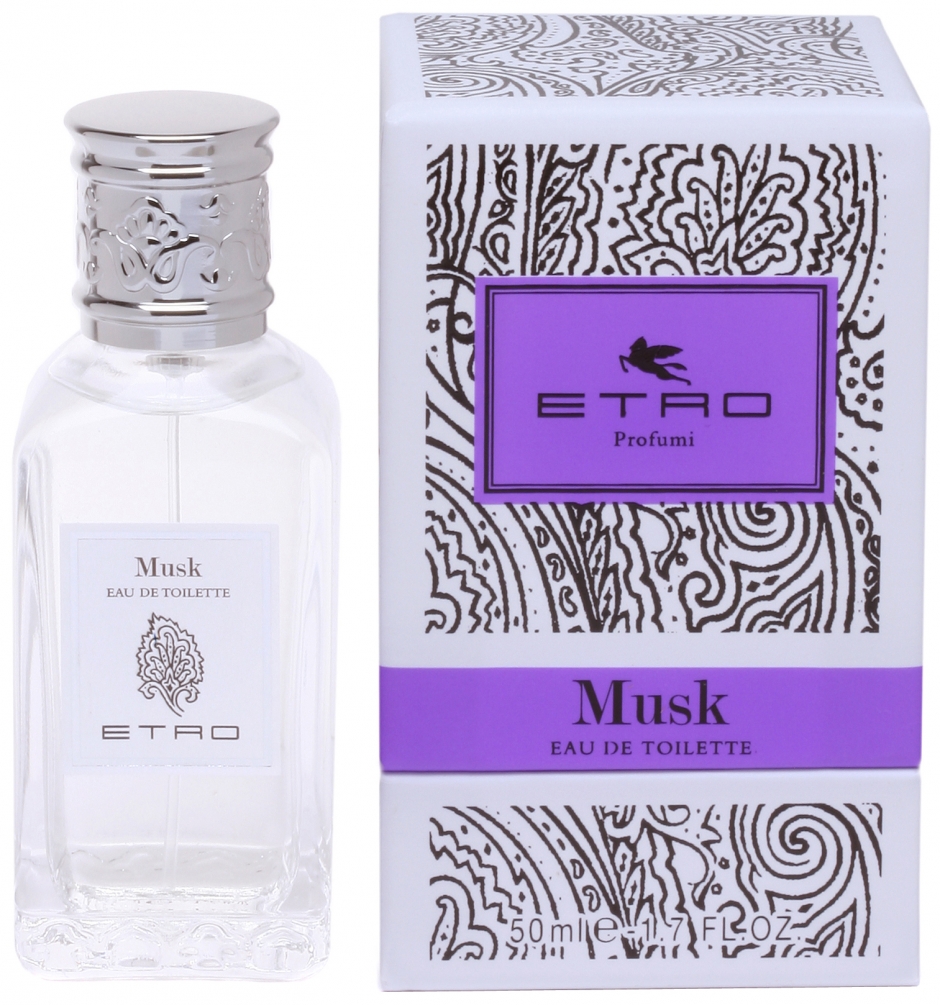 Musk
EAU DE TOILETTE
ETRO
ETRO
Profumi
Musk
EAU DE TOILETTE
50ml e - 1.7 FL.OZ.